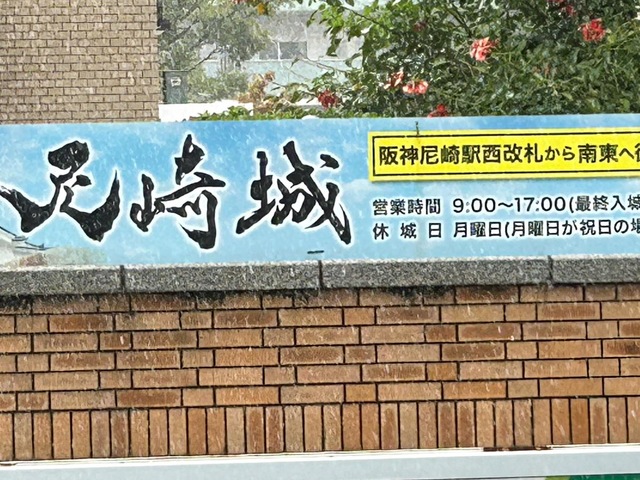 尼崎城
阪神尼崎駅西改札から南東へ
営業時間 9:00〜17:00(最終入城
休城日 月曜日(月曜日が祝日の場